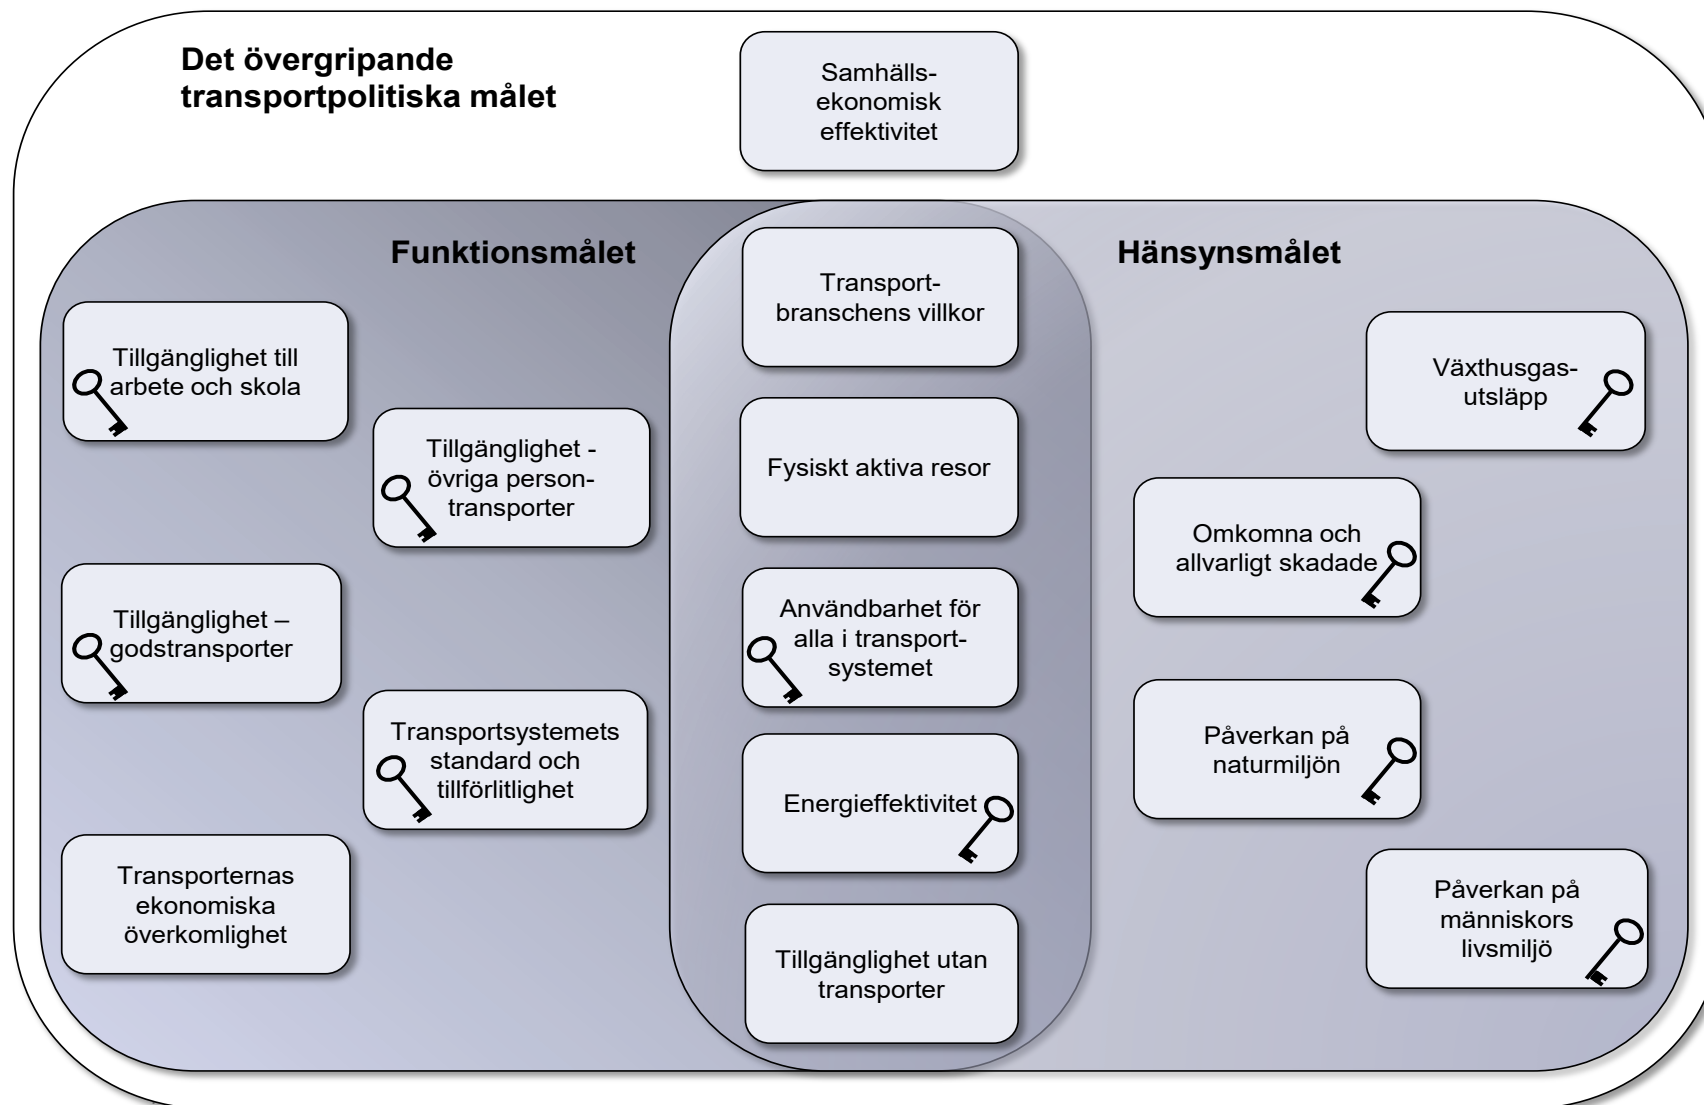 Det övergripande
transportpolitiska målet
Samhälls-
ekonomisk
effektivitet
Funktionsmålet
Hänsynsmålet
Tillgänglighet till
arbete och skola
Tillgänglighet -
övriga person-
transporter
Tillgänglighet –
godstransporter
Transportsystemets
standard och
tillförlitlighet
Transporternas
ekonomiska
överkomlighet
Transport-
branschens villkor
Fysiskt aktiva resor
Användbarhet för
alla i transport-
systemet
Energieffektivitet
Tillgänglighet utan
transporter
Växthusgas-
utsläpp
Omkomna och
allvarligt skadade
Påverkan på
naturmiljön
Påverkan på
människors
livsmiljö